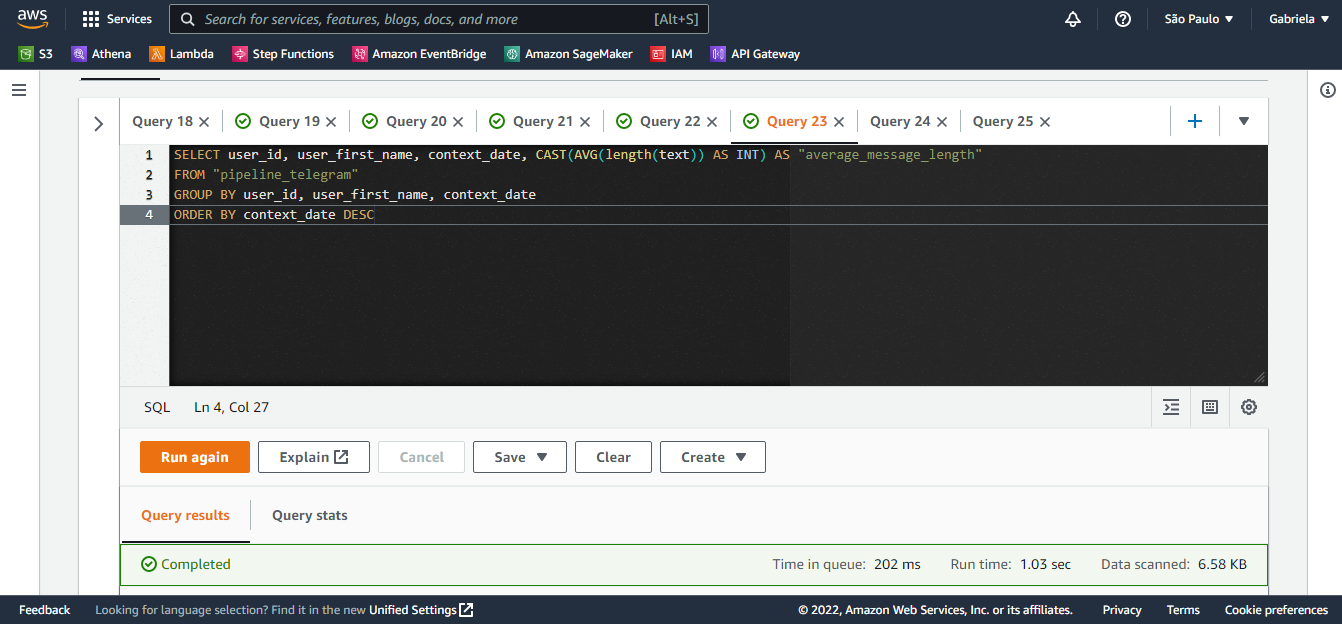 aws Services Search for services, features, blogs, docs, and more [Alt+S] São Paulo ▼ Gabriela ▼
S3 Athena Lambda Step Functions Amazon EventBridge Amazon SageMaker IAM API Gateway
Query 18 Query 19 Query 20 Query 21 Query 22 Query 23 Query 24 Query 25
1 SELECT user_id, user_first_name, context_date, CAST(AVG(length(text)) AS INT) AS "average_message_length"
2 FROM "pipeline_telegram"
3 GROUP BY user_id, user_first_name, context_date
4 ORDER BY context_date DESC
SQL Ln 4, Col 27
Run again Explain Cancel Save ▼ Clear Create ▼
Query results Query stats
Completed Time in queue: 202 ms Run time: 1.03 sec Data scanned: 6.58 KB
Feedback Looking for language selection? Find it in the new Unified Settings © 2022, Amazon Web Services, Inc. or its affiliates. Privacy Terms Cookie preferences